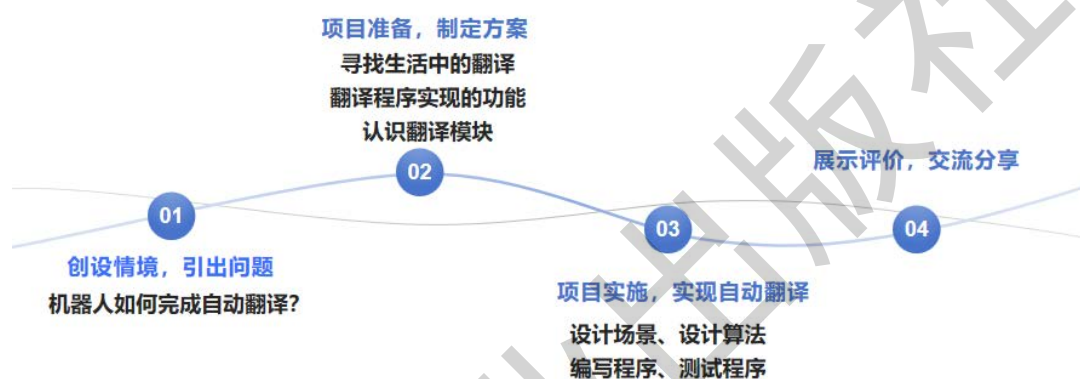 项目准备，制定方案
寻找生活中的翻译
翻译程序实现的功能
认识翻译模块
02
展示评价，交流分享
01
03
04
创设情境，引出问题
机器人如何完成自动翻译？
项目实施，实现自动翻译
设计场景、设计算法
编写程序、测试程序
出版社